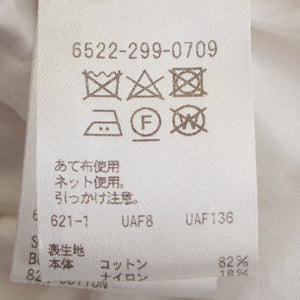 6522-299-0709
F W
あて布使用
ネット使用。
引っかけ注意。
621-1 UAF8 UAF136
表生地
本体 コットン 82%
ナイロン 18%